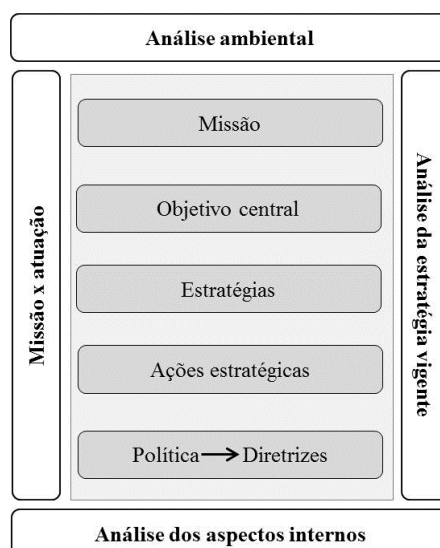 Análise ambiental
Missão x atuação
Missão
Objetivo central
Estratégias
Ações estratégicas
Política → Diretrizes
Análise da estratégia vigente
Análise dos aspectos internos